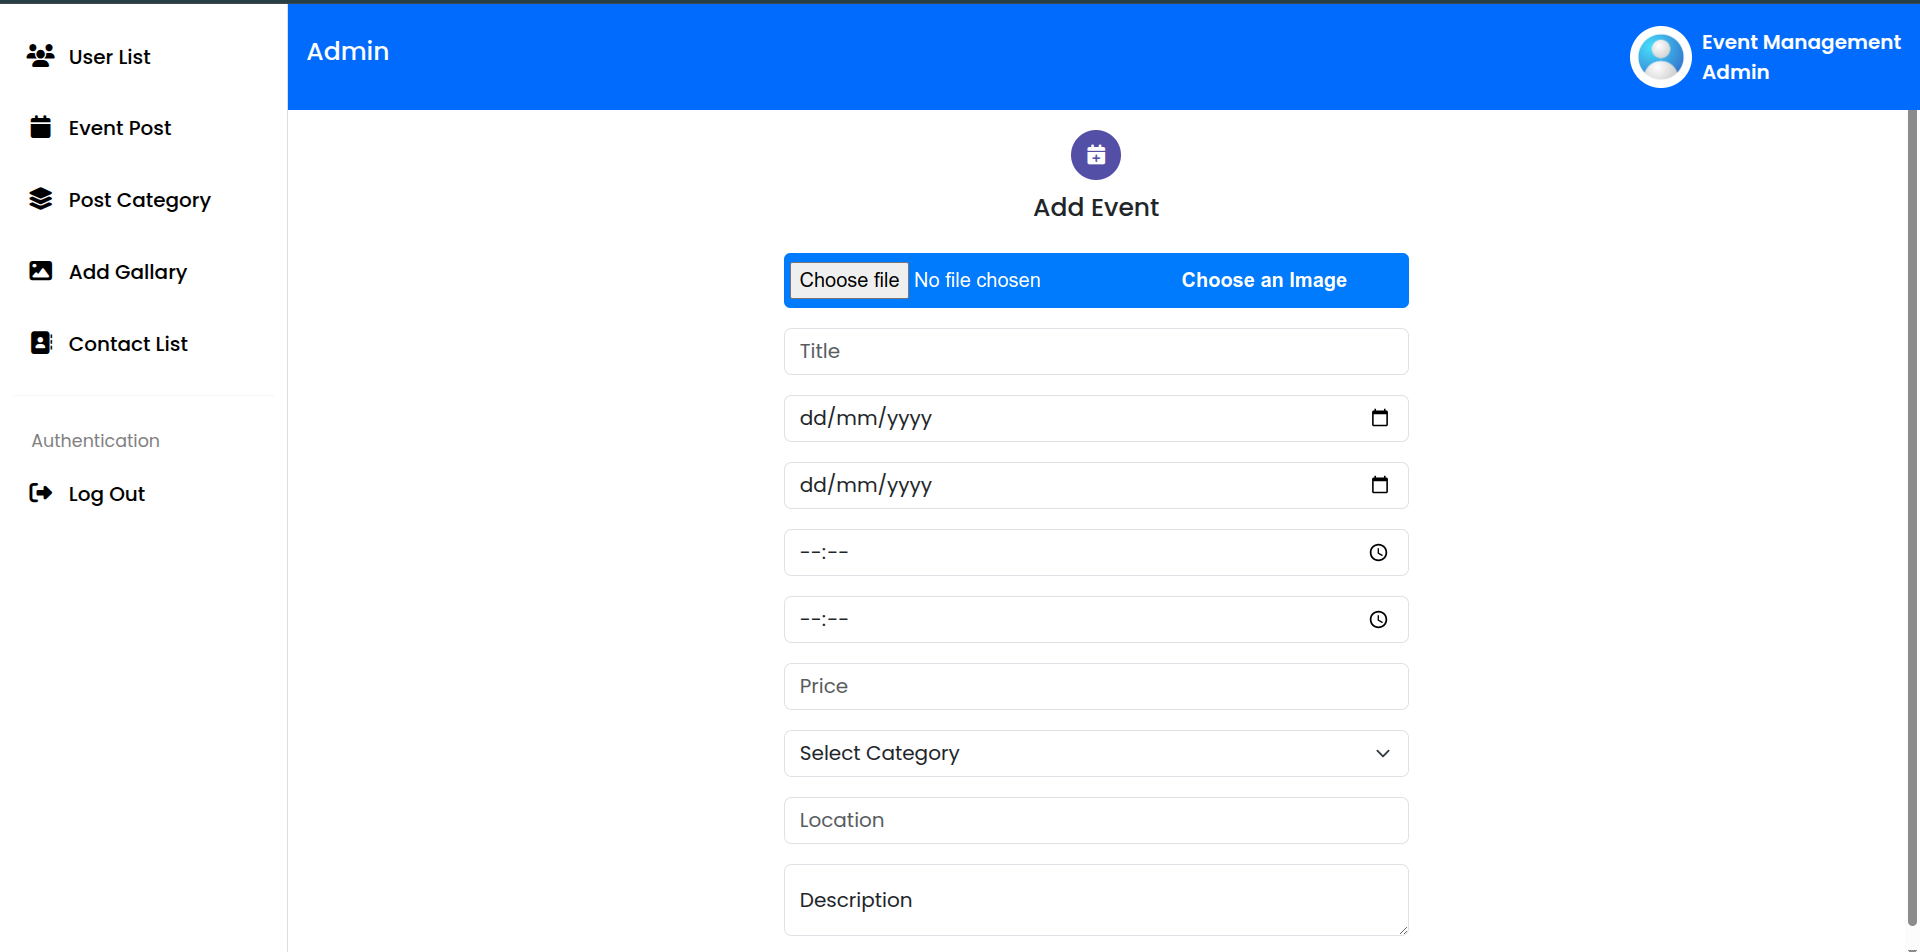 User List
Event Post
Post Category
Add Gallary
Contact List
Authentication
Log Out
Admin
Event Management
Admin
Add Event
Choose file No file chosen Choose an Image
Title
dd/mm/yyyy
dd/mm/yyyy
--:--
--:--
Price
Select Category
Location
Description